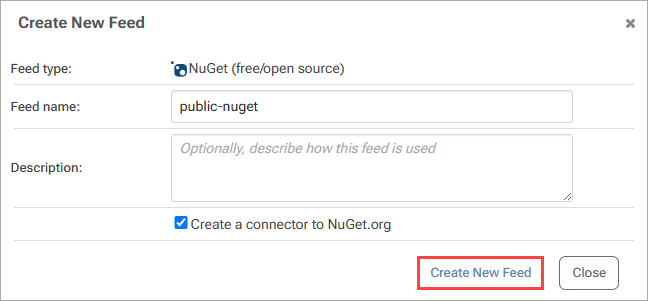 Create New Feed
Feed type: NuGet (free/open source)
Feed name: public-nuget
Optionally, describe how this feed is used
Description:
Create a connector to NuGet.org
Create New Feed Close